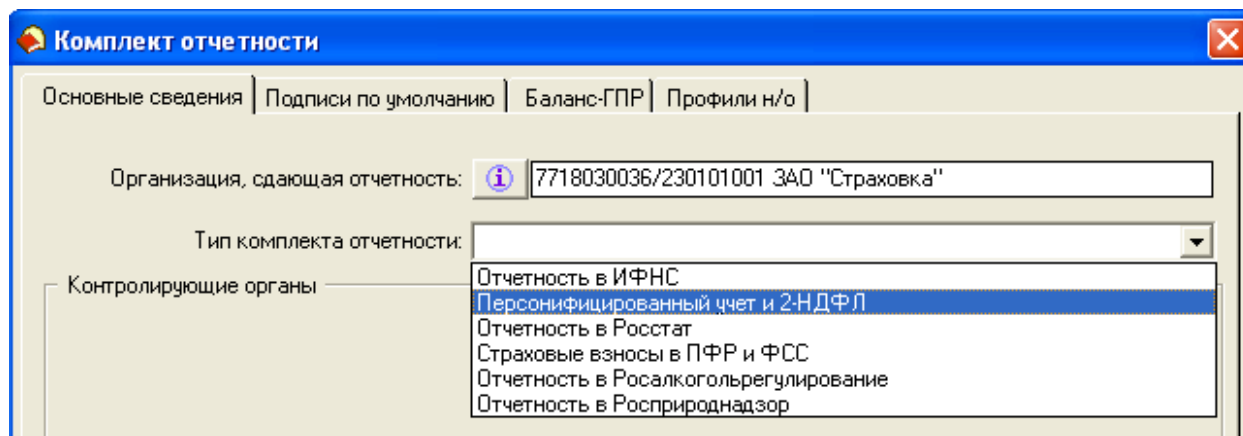 Комплект отчетности
Основные сведения Подписи по умолчанию Баланс-ГПР Профили н/о
Организация, сдающая отчетность: 7718030036/230101001 ЗАО "Страховка"
Тип комплекта отчетности:
Контролирующие органы
Отчетность в ИФНС
Персонифицированный учет и 2-НДФЛ
Отчетность в Росстат
Страховые взносы в ПФР и ФСС
Отчетность в Росалкогольрегулирование
Отчетность в Росприроднадзор